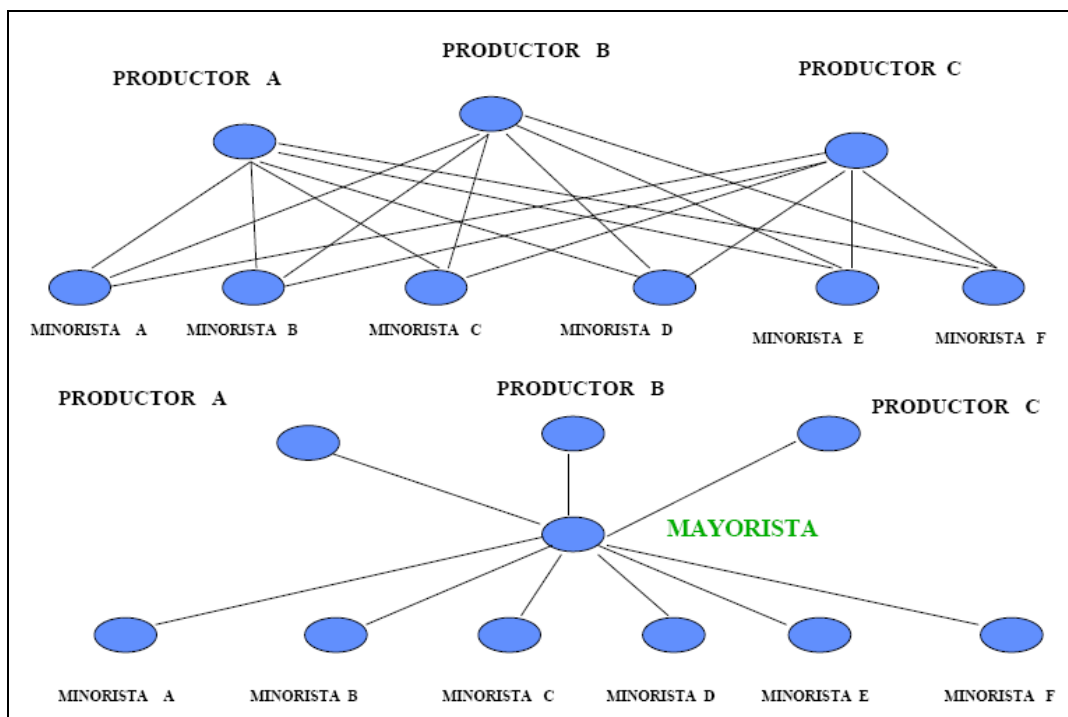 PRODUCTOR A
PRODUCTOR B
PRODUCTOR C
MINORISTA A
MINORISTA B
MINORISTA C
MINORISTA D
MINORISTA E
MINORISTA F
PRODUCTOR A
PRODUCTOR B
PRODUCTOR C
MAYORISTA
MINORISTA A
MINORISTA B
MINORISTA C
MINORISTA D
MINORISTA E
MINORISTA F